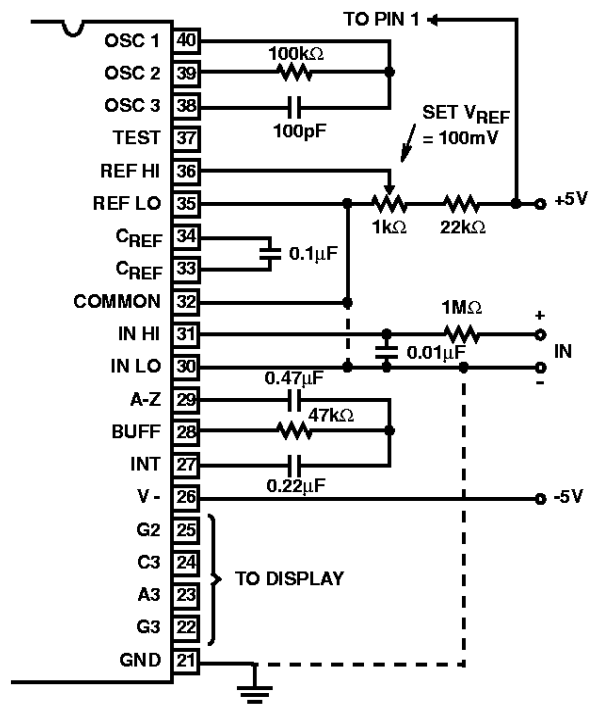 TO PIN 1
OSC 1 40
100kΩ
OSC 2 39
OSC 3 38
100pF
SET VREF
= 100mV
TEST 37
REF HI 36
REF LO 35
+5V
1kΩ 22kΩ
CREF 34
0.1μF
CREF 33
COMMON 32
1MΩ
IN HI 31
+
0.01μF
IN
IN LO 30
-
0.47μF
A-Z 29
47kΩ
BUFF 28
INT 27
0.22μF
V - 26
-5V
G2 25
C3 24
TO DISPLAY
A3 23
G3 22
GND 21